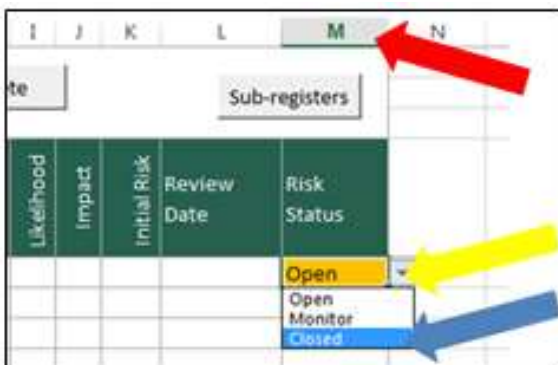 I J K L M N
te Sub-registers
Likelihood Impact Initial Risk Review Date Risk Status
Open
Open
Monitor
Closed